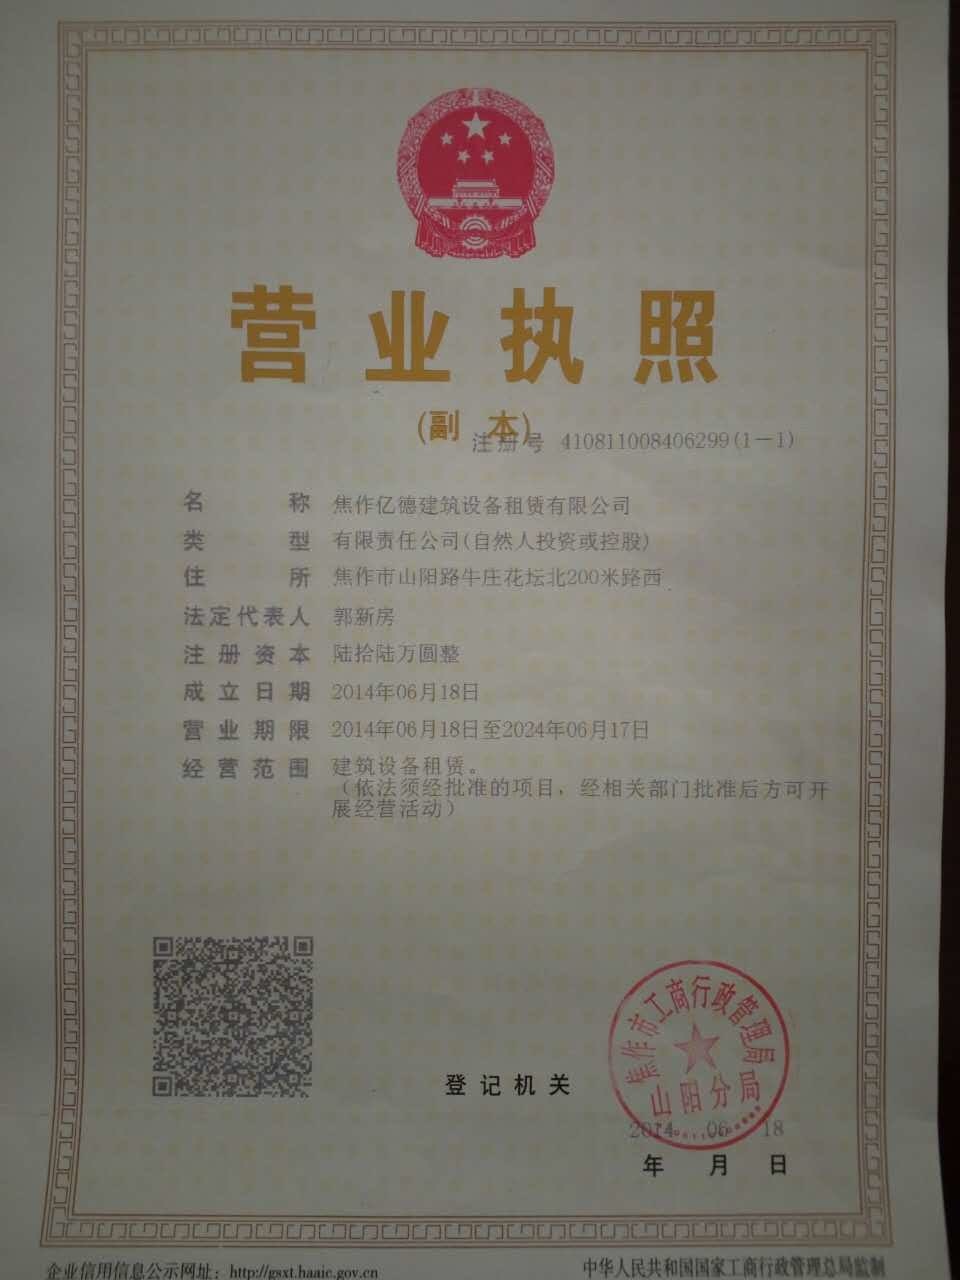 营业执照
(副本)
注册号 410811008406299(1-1)
名称 焦作亿德建筑设备租赁有限公司
类型 有限责任公司(自然人投资或控股)
住所 焦作市山阳路牛庄花坛北200米路西
法定代表人 郭新房
注册资本 陆拾陆万圆整
成立日期 2014年06月18日
营业期限 2014年06月18日至2024年06月17日
经营范围 建筑设备租赁。
（依法须经批准的项目，经相关部门批准后方可开
展经营活动）
焦作市工商行政管理局
山阳分局
登记机关
2014 06 18
年 月 日
企业信用信息公示网址：http://gsxt.haaic.gov.cn
中华人民共和国国家工商行政管理总局监制